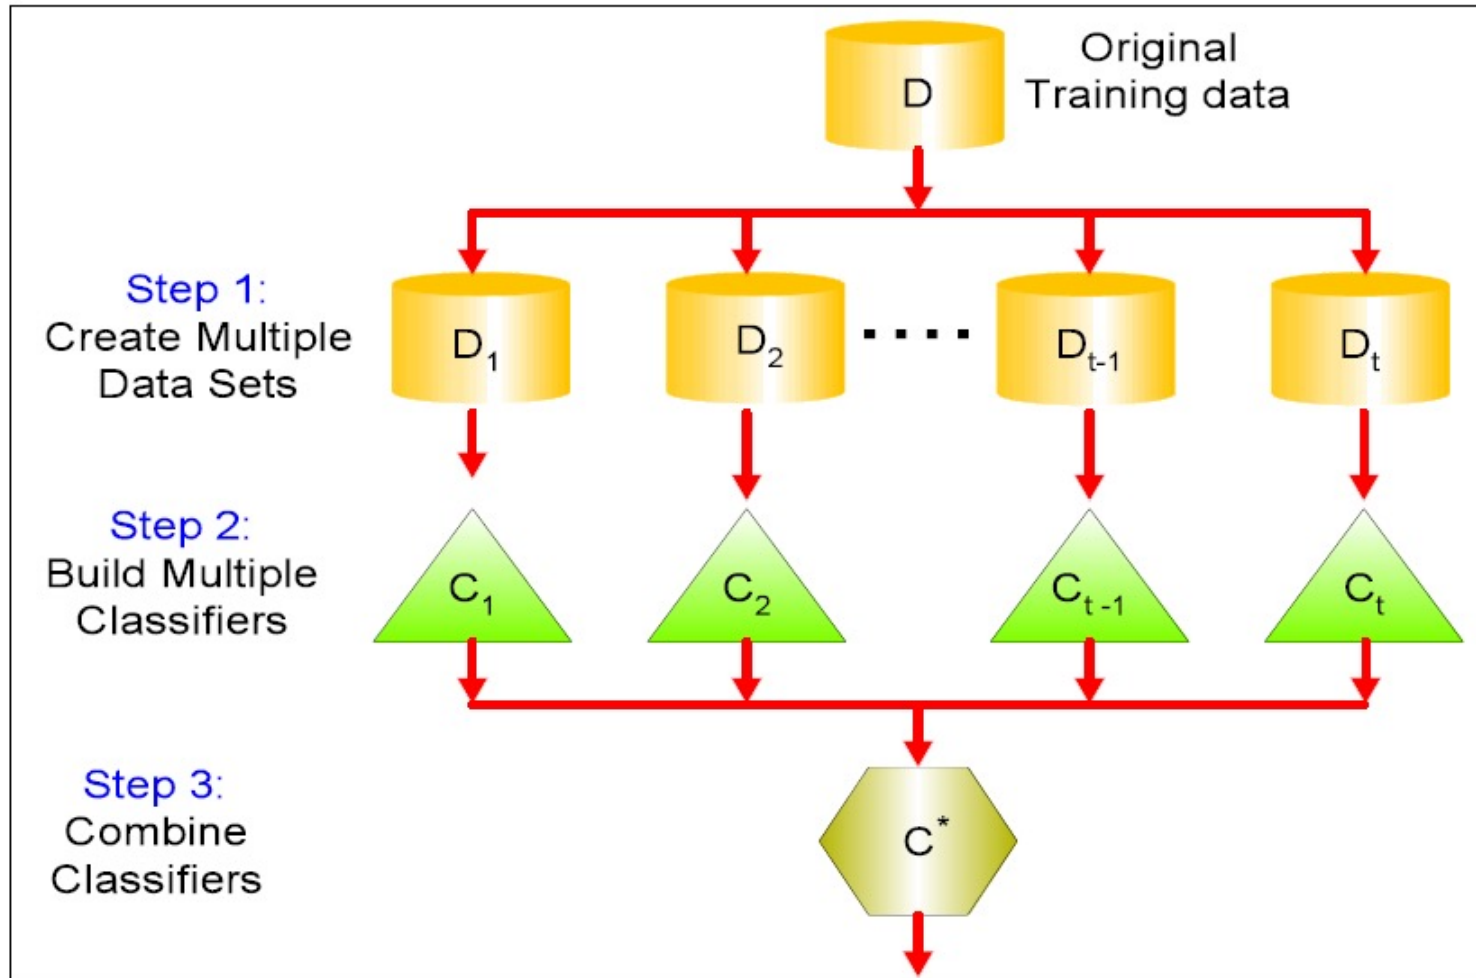 D
Original
Training data
Step 1:
Create Multiple
Data Sets
D1
D2
....
Dt-1
Dt
Step 2:
Build Multiple
Classifiers
C1
C2
Ct -1
Ct
Step 3:
Combine
Classifiers
C*